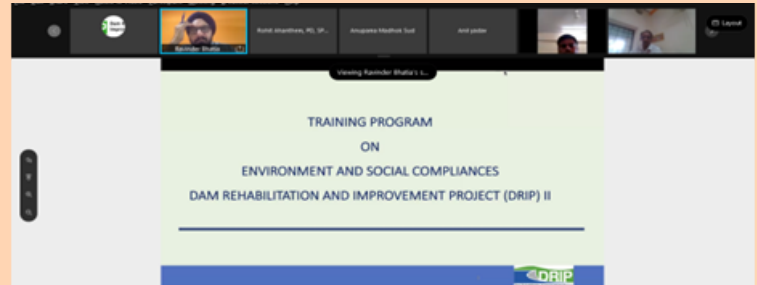 Layout
Ravinder Bhatia
Anupama Madhok Sud
Amit yadav
Viewing Ravinder Bhatia's s...
TRAINING PROGRAM
ON
ENVIRONMENT AND SOCIAL COMPLIANCES
DAM REHABILITATION AND IMPROVEMENT PROJECT (DRIP) II
DRIP